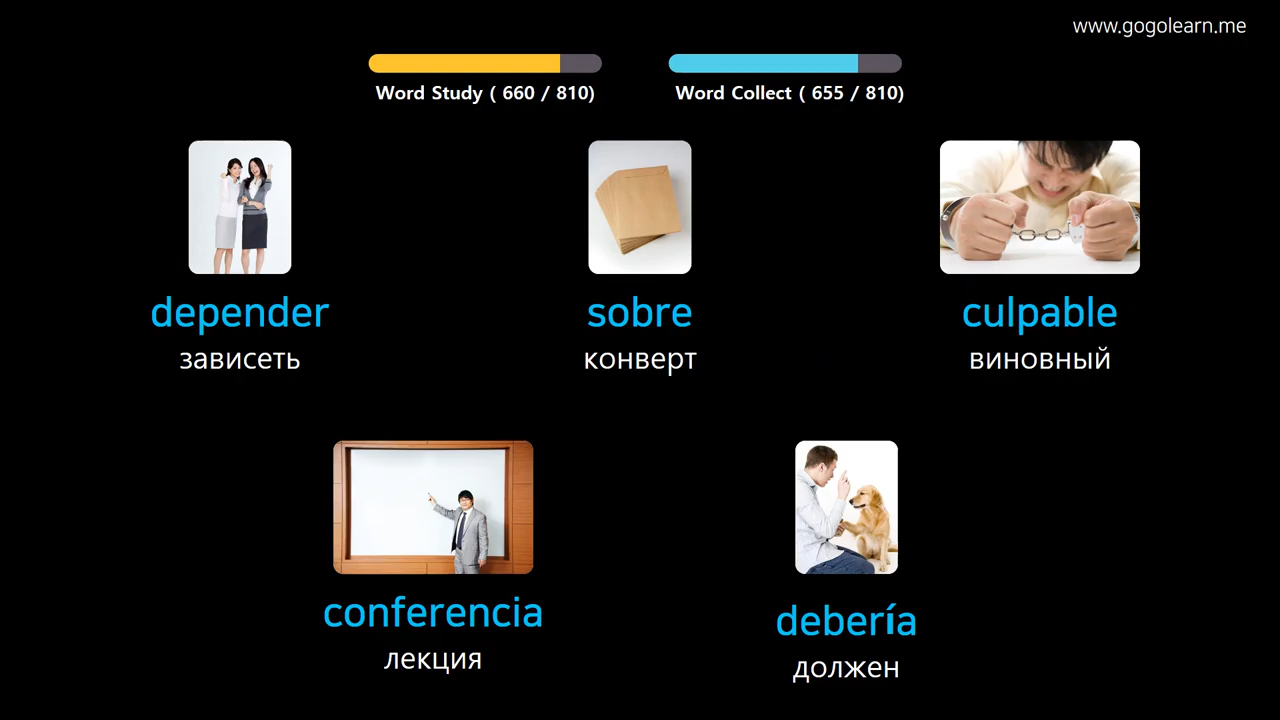 www.gogolearn.me
Word Study ( 660 / 810)
Word Collect ( 655 / 810)
depender
зависеть
sobre
конверт
culpable
виновный
conferencia
лекция
debería
должен